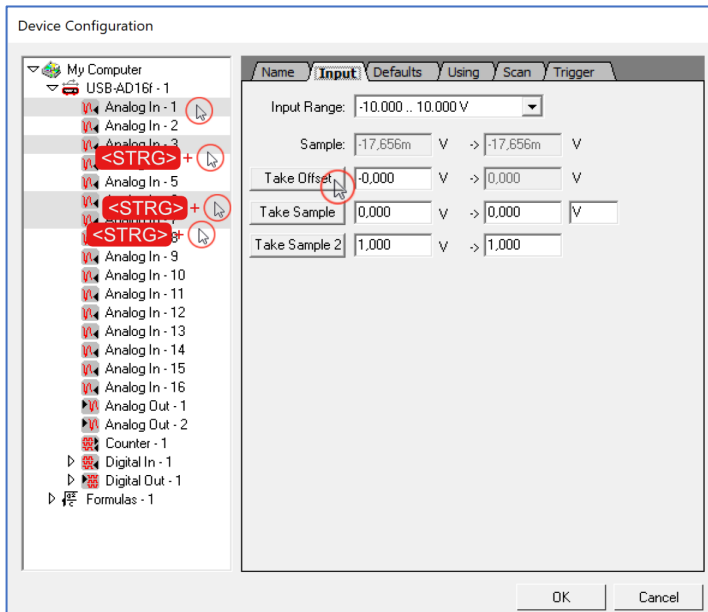 Device Configuration
My Computer
USB-AD16f - 1
Analog In - 1
Analog In - 2
Analog In - 3
<STRG> +
Analog In - 5
<STRG> +
<STRG> +
8
Analog In - 9
Analog In - 10
Analog In - 11
Analog In - 12
Analog In - 13
Analog In - 14
Analog In - 15
Analog In - 16
Analog Out - 1
Analog Out - 2
Counter - 1
Digital In - 1
Digital Out - 1
Formulas - 1
Name Input Defaults Using Scan Trigger
Input Range: -10.000 .. 10.000 V
Sample: -17,656m V -> -17,656m V
Take Offset -0,000 V -> 0,000 V
Take Sample 0,000 V -> 0,000 V
Take Sample 2 1,000 V -> 1,000
OK Cancel